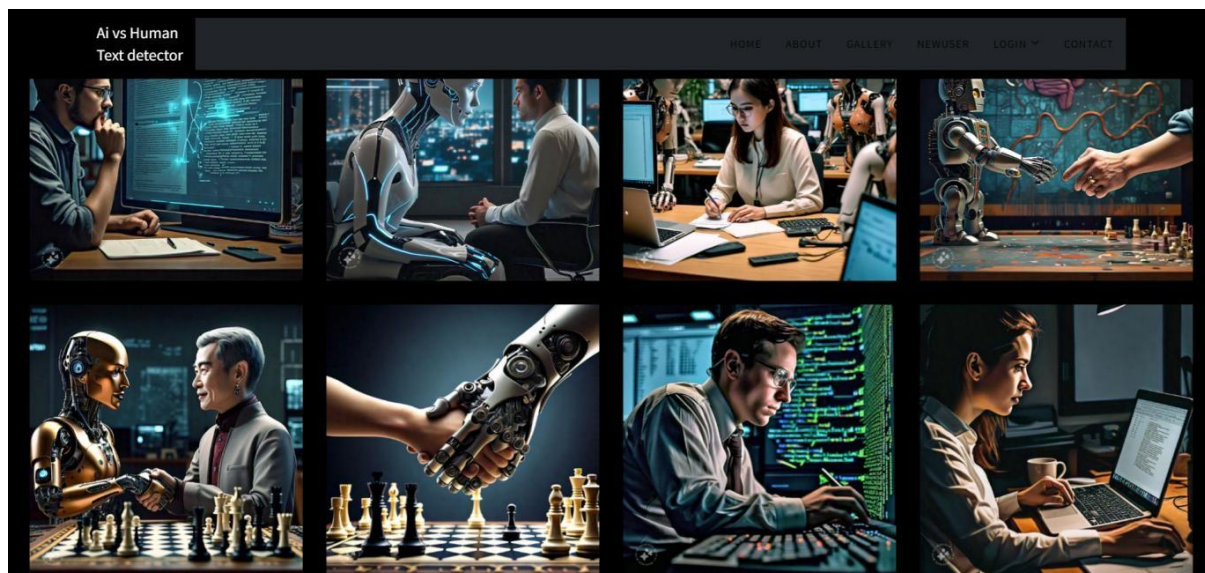 Ai vs Human
Text detector
HOME ABOUT GALLERY NEWUSER LOGIN CONTACT